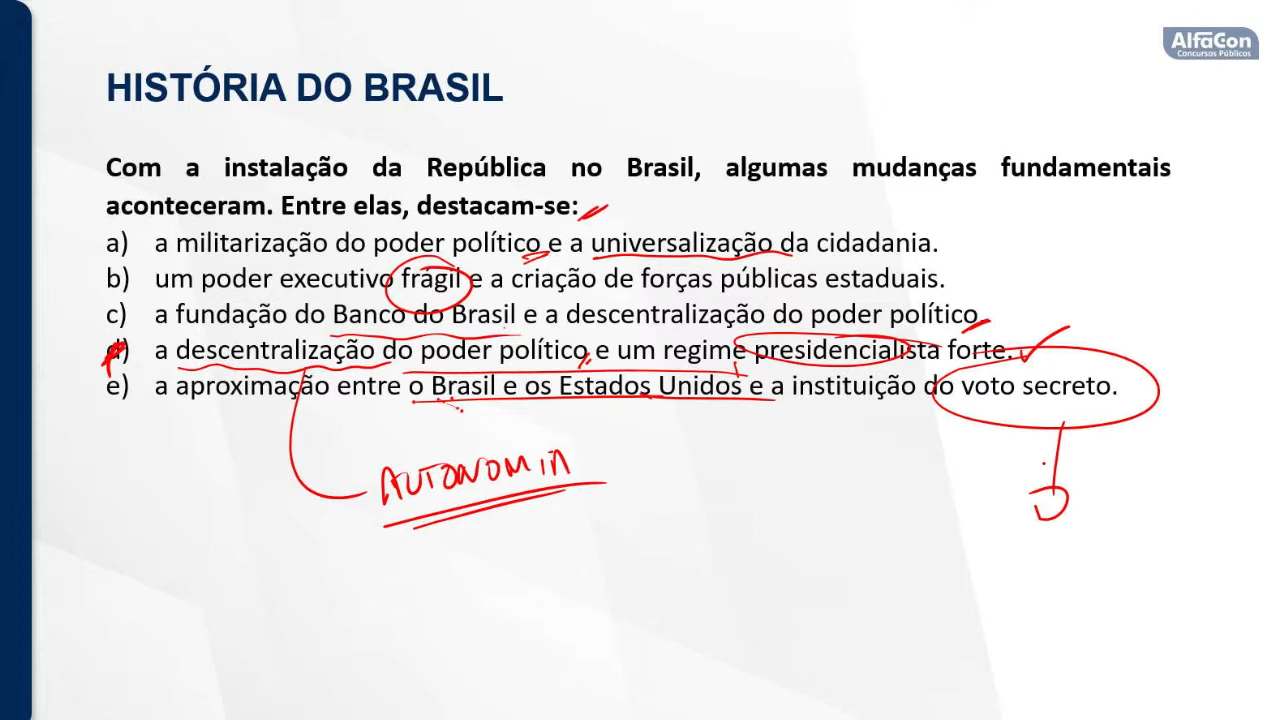 AlfaCon
Concursos Públicos
HISTÓRIA DO BRASIL
Com a instalação da República no Brasil, algumas mudanças fundamentais
aconteceram. Entre elas, destacam-se:
a) a militarização do poder político e a universalização da cidadania.
b) um poder executivo frágil e a criação de forças públicas estaduais.
c) a fundação do Banco do Brasil e a descentralização do poder político.
d) a descentralização do poder político e um regime presidencialista forte.
e) a aproximação entre o Brasil e os Estados Unidos e a instituição do voto secreto.
AUTONOMIA